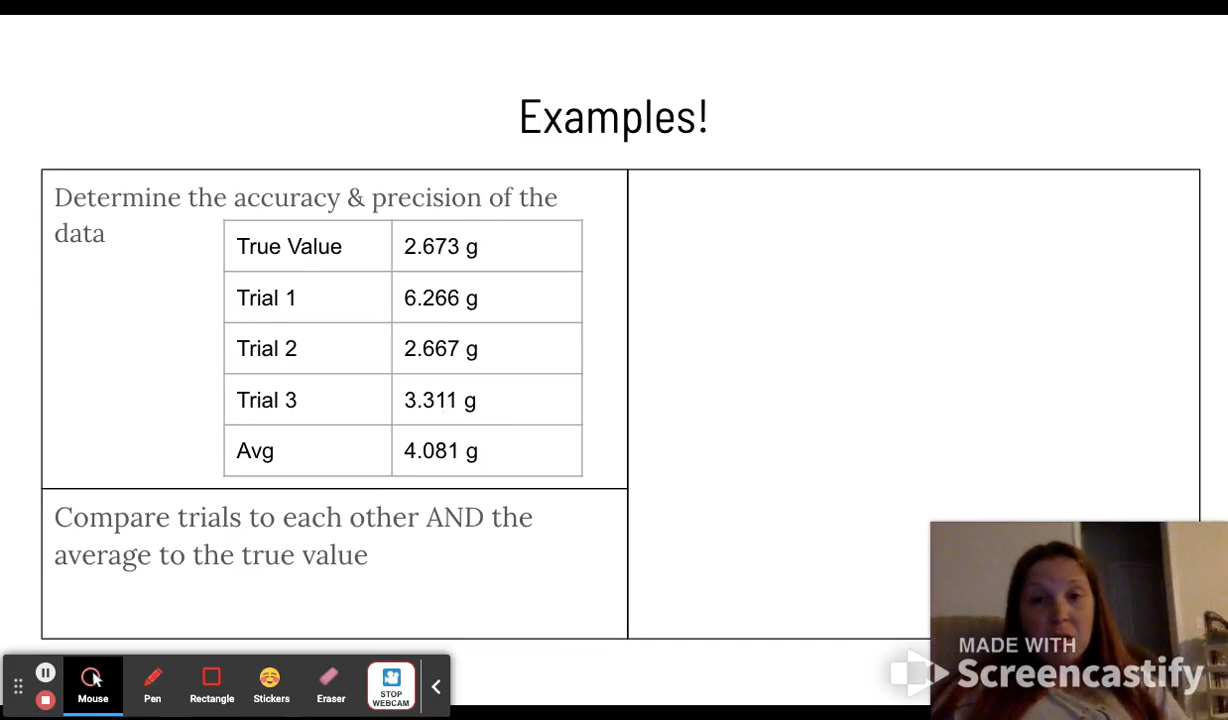 Examples!
Determine the accuracy & precision of the
data
True Value 2.673 g
Trial 1 6.266 g
Trial 2 2.667 g
Trial 3 3.311 g
Avg 4.081 g
Compare trials to each other AND the
average to the true value
MADE WITH
Screencastify
Mouse Pen Rectangle Stickers Eraser STOP
WEBCAM